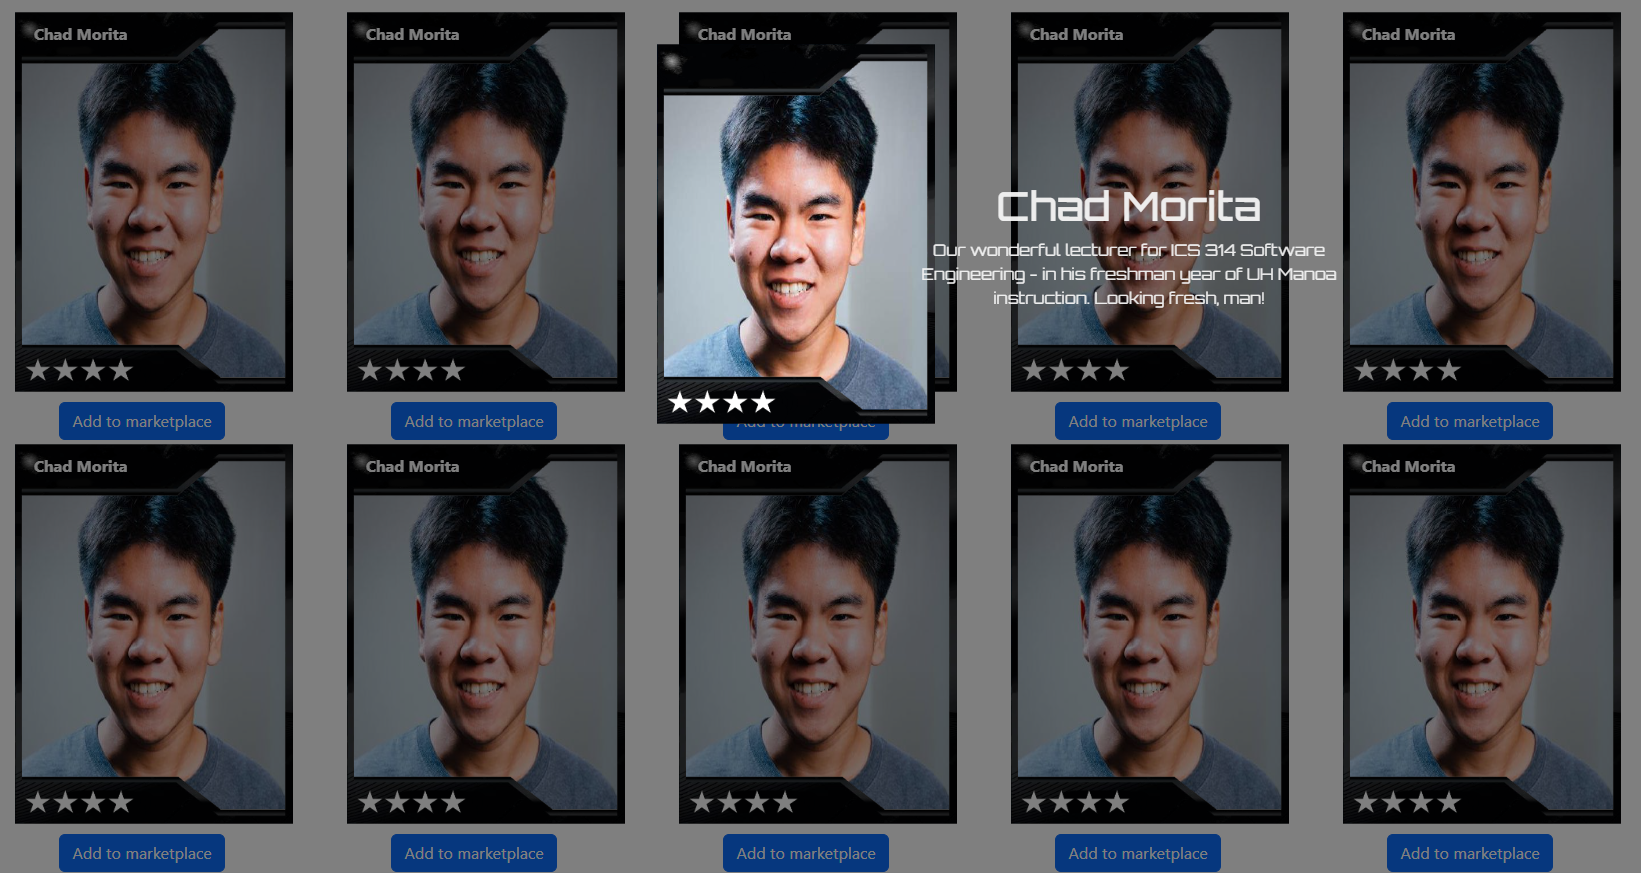 Chad Morita
Chad Morita
Chad Morita
Chad Morita
Chad Morita
Chad Morita
Our wonderful lecturer for ICS 314 Software
Engineering - in his freshman year of UH Manoa
instruction. Looking fresh, man!
★★★★
★★★★
★★★★
★★★★
★★★★
Add to marketplace
Add to marketplace
Add to marketplace
Add to marketplace
Add to marketplace
Chad Morita
Chad Morita
Chad Morita
Chad Morita
Chad Morita
★★★★
★★★★
★★★★
★★★★
★★★★
Add to marketplace
Add to marketplace
Add to marketplace
Add to marketplace
Add to marketplace